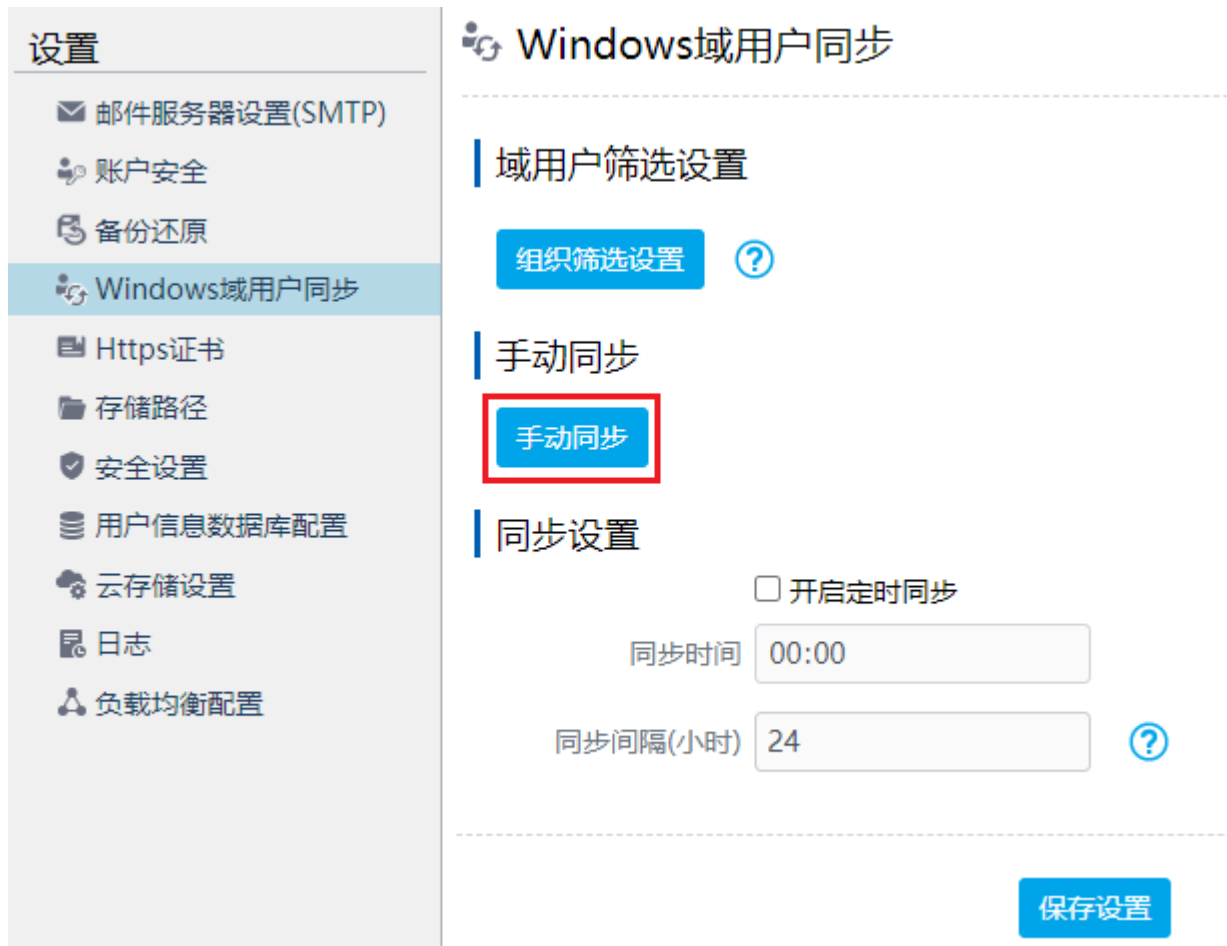 设置
邮件服务器设置(SMTP)
账户安全
备份还原
Windows域用户同步
Https证书
存储路径
安全设置
用户信息数据库配置
云存储设置
日志
负载均衡配置
Windows域用户同步
域用户筛选设置
组织筛选设置 ?
手动同步
手动同步
同步设置
开启定时同步
同步时间 00:00
同步间隔(小时) 24 ?
保存设置